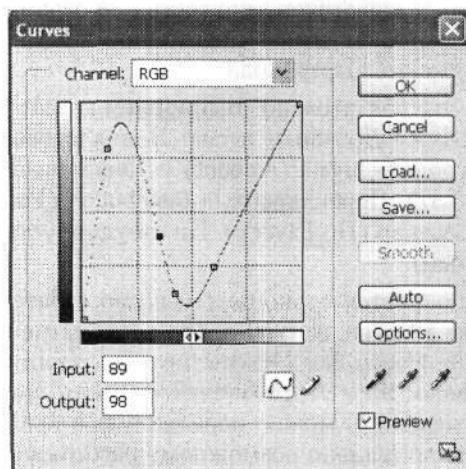 Curves
Channel: RGB
OK
Cancel
Load...
Save...
Smooth
Auto
Options...
Input: 89
Output: 98
Preview